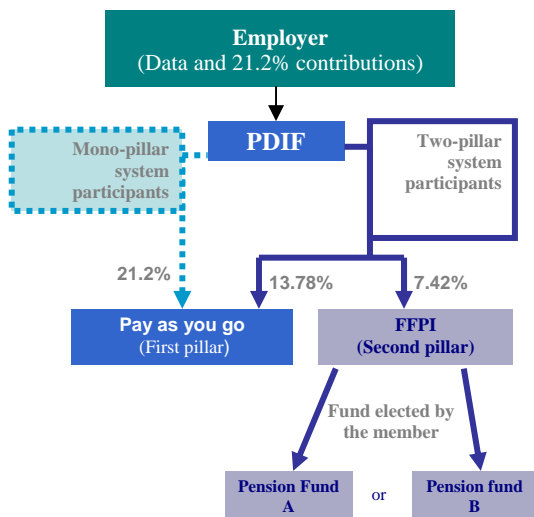 Employer
(Data and 21.2% contributions)
PDIF
Mono-pillar
system
participants
Two-pillar
system
participants
21.2%
13.78%
7.42%
Pay as you go
(First pillar)
FFPI
(Second pillar)
Fund elected by
the member
Pension Fund
A
or
Pension fund
B